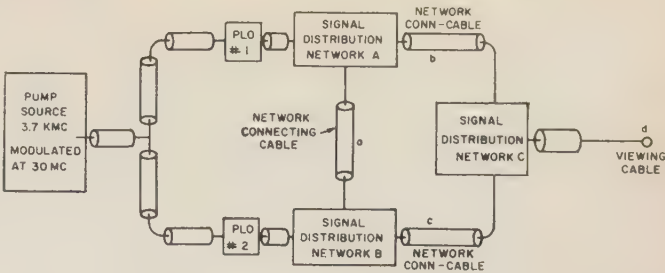 PUMP
SOURCE
3.7 KMC
MODULATED
AT 30 MC
PLO
# 1
SIGNAL
DISTRIBUTION
NETWORK A
NETWORK
CONN-CABLE
b
NETWORK
CONNECTING
CABLE
a
SIGNAL
DISTRIBUTION
NETWORK C
d
VIEWING
CABLE
PLO
# 2
SIGNAL
DISTRIBUTION
NETWORK B
c
NETWORK
CONN-CABLE